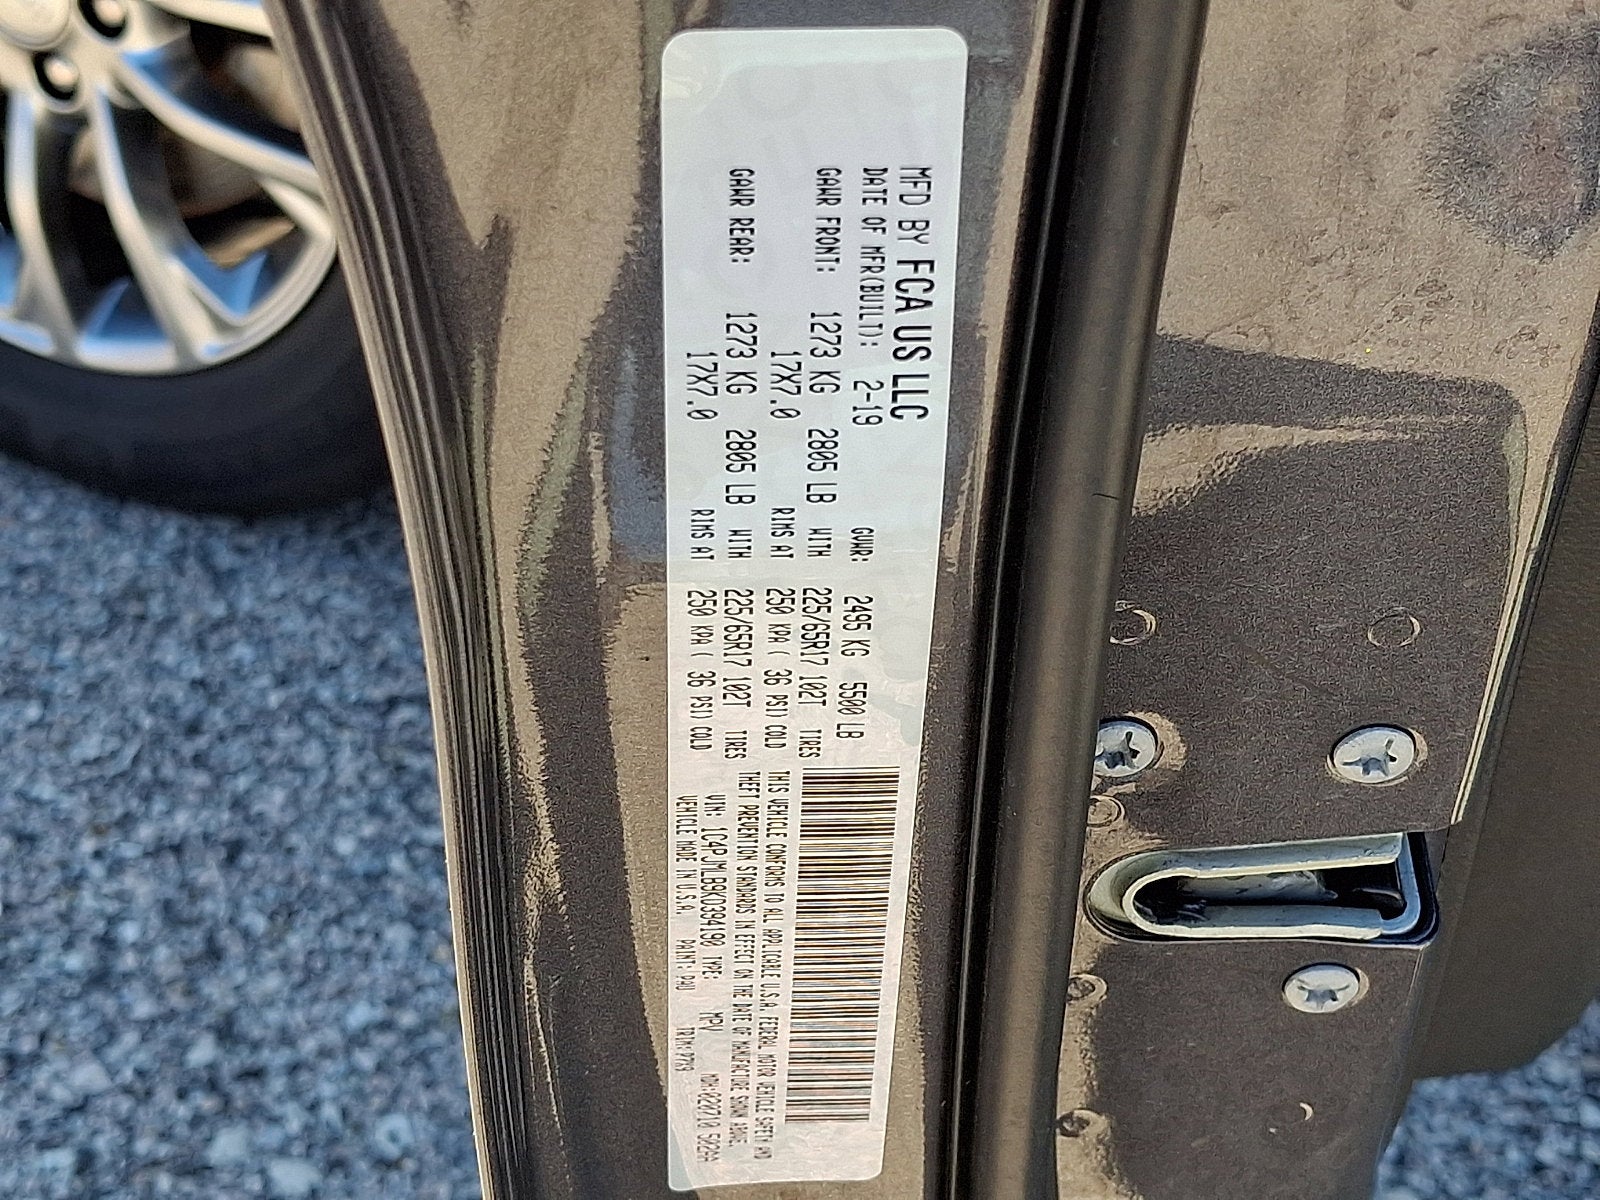 MFD BY FCA US LLC
DATE OF MFR(BUILT): 2-19 GVWR: 2495 KG 5500 LB
GAWR FRONT: 1273 KG 2805 LB WITH 225/65R17 102T TIRES
17X7.0 RIMS AT 250 KPA( 36 PSI) COLD
GAWR REAR: 1273 KG 2805 LB WITH 225/65R17 102T TIRES
17X7.0 RIMS AT 250 KPA( 36 PSI) COLD
THIS VEHICLE CONFORMS TO ALL APPLICABLE U.S.A. FEDERAL MOTOR VEHICLE SAFETY AND
THEFT PREVENTION STANDARDS IN EFFECT ON THE DATE OF MANUFACTURE SHOWN ABOVE.
VIN: 1C4PJMLB9KD394190 TYPE: MPV MDH:020710 
VEHICLE MADE IN U.S.A. PAINT: PAU TRIM: